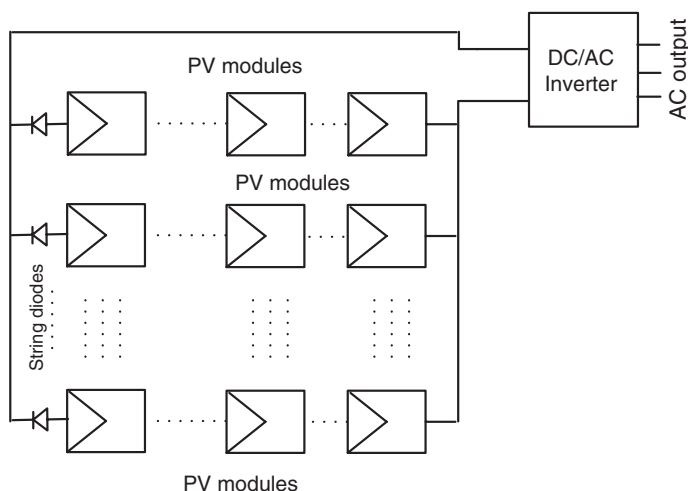 PV modules
DC/AC
Inverter
AC output
PV modules
String diodes
PV modules